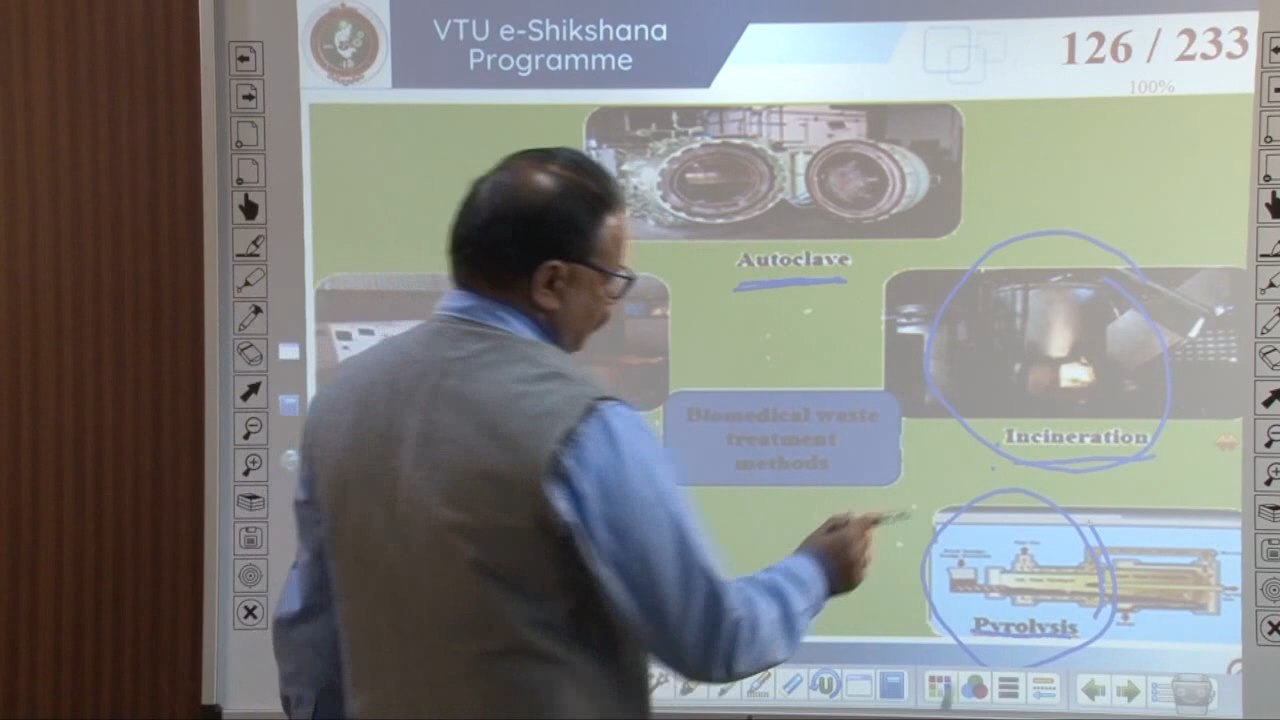 VTU e-Shikshana
Programme
126 / 233
100%
Autoclave
Biomedical waste
treatment
methods
Incineration
Pyrolysis